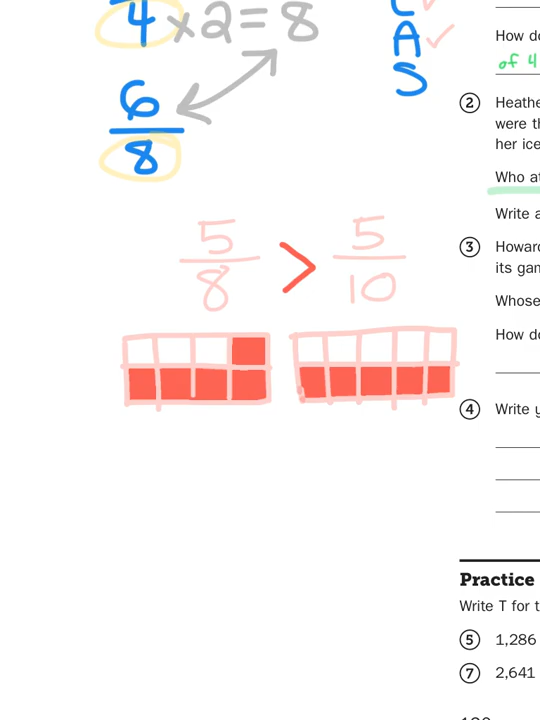 4 x 2 = 8
6
8
C
A
S
5/8 > 5/10
How do
of 4
② Heathe
were th
her ice
Who at
Write a
③ Howard
its gam
Whose
How do
④ Write y
Practice
Write T for t
⑤ 1,286
⑦ 2,641